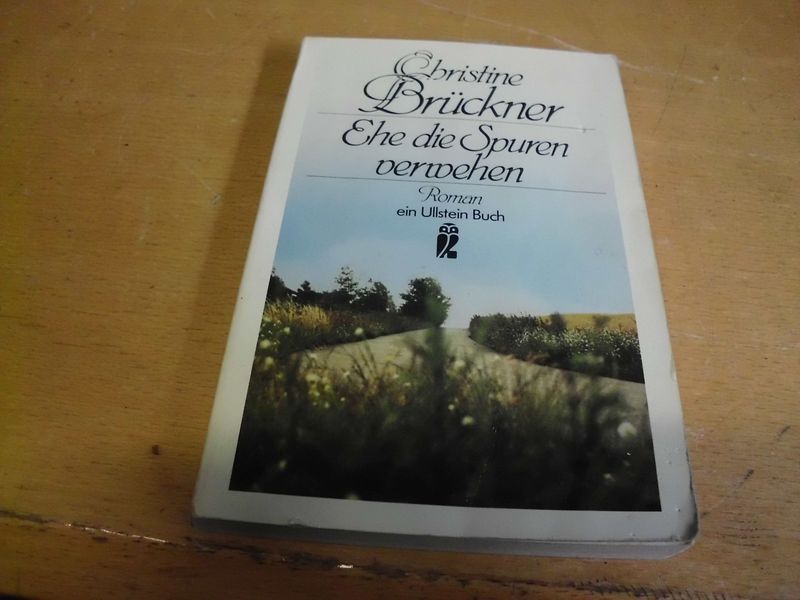 Christine
Brückner
Ehe die Spuren
verwehen
Roman
ein Ullstein Buch